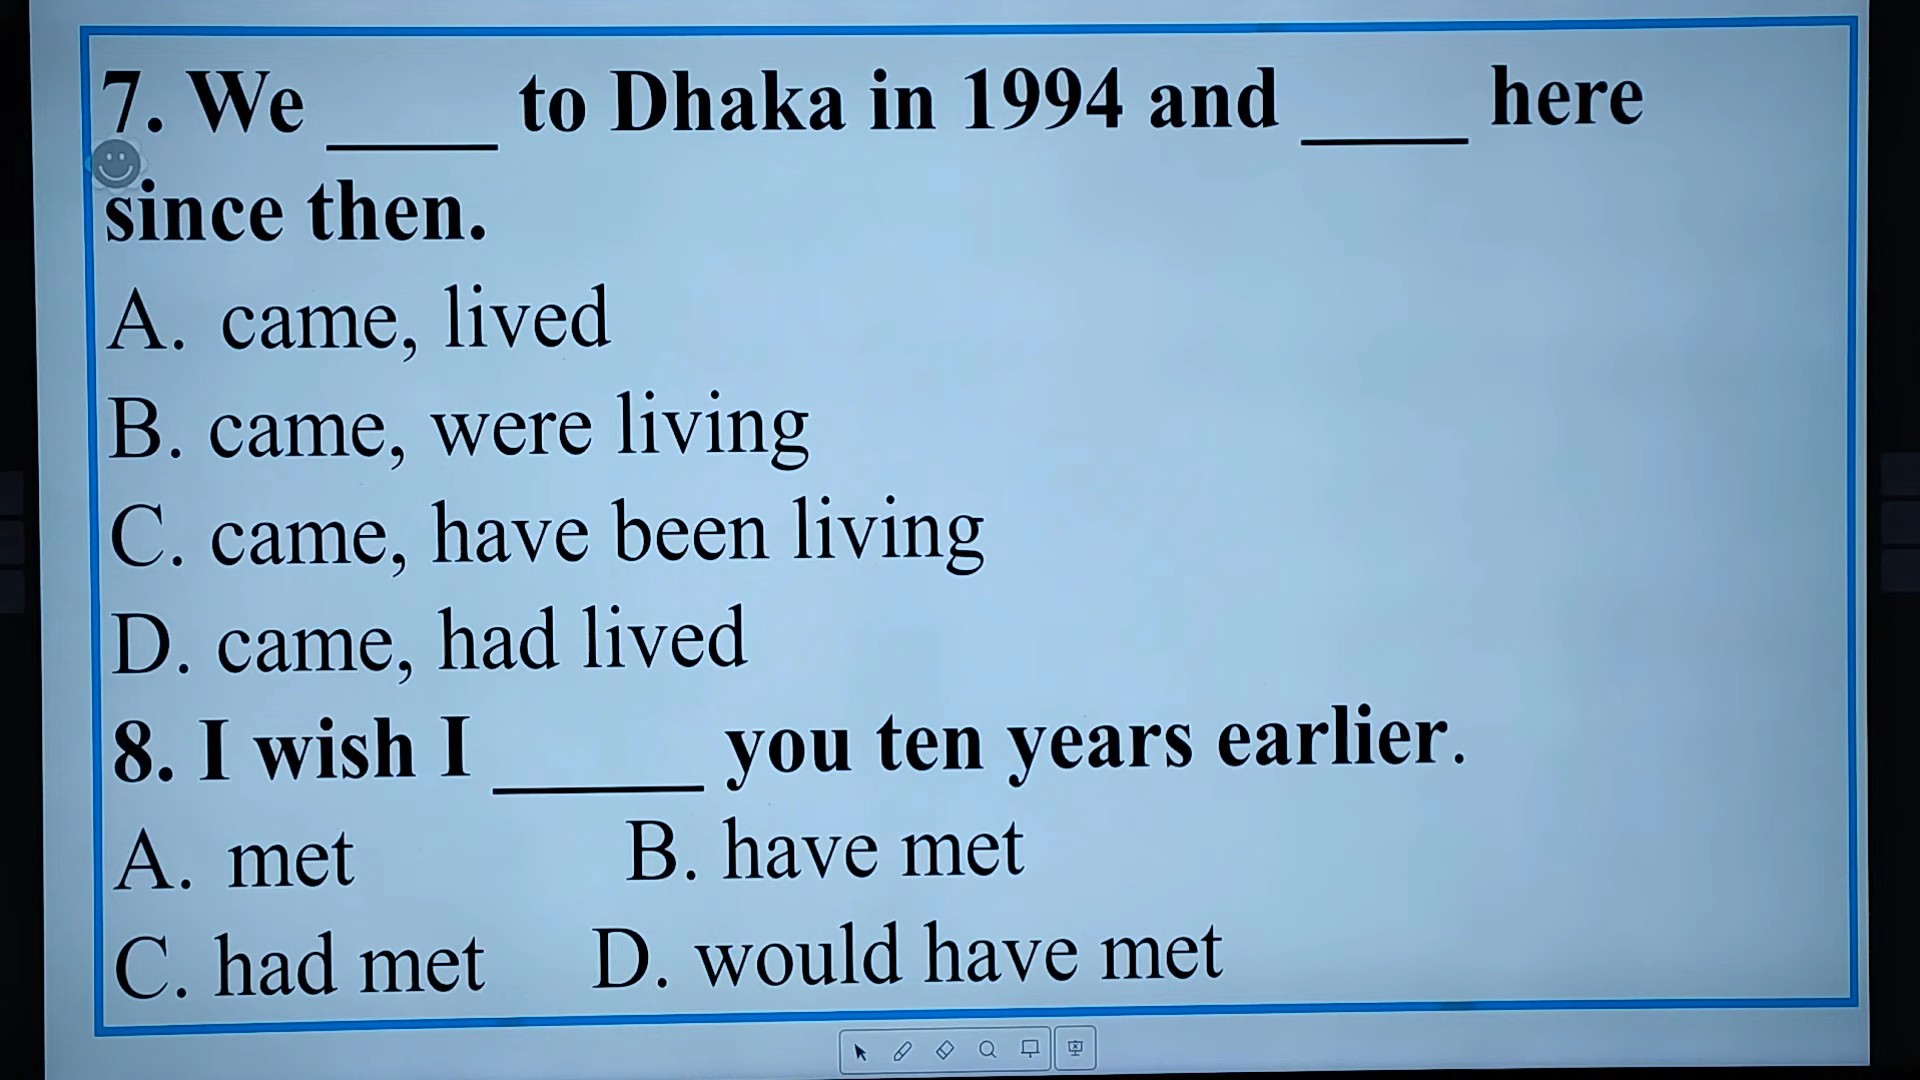 7. We ____ to Dhaka in 1994 and ____ here
since then.
A. came, lived
B. came, were living
C. came, have been living
D. came, had lived
8. I wish I _____ you ten years earlier.
A. met B. have met
C. had met D. would have met